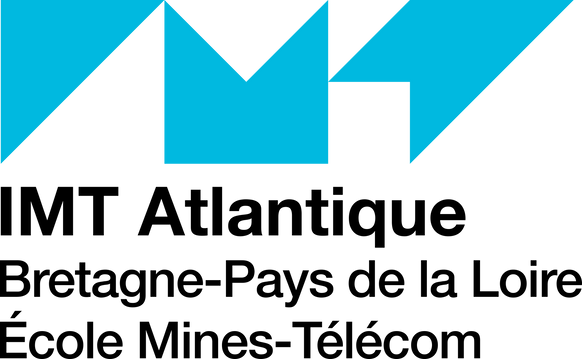 IMT Atlantique
Bretagne-Pays de la Loire
École Mines-Télécom